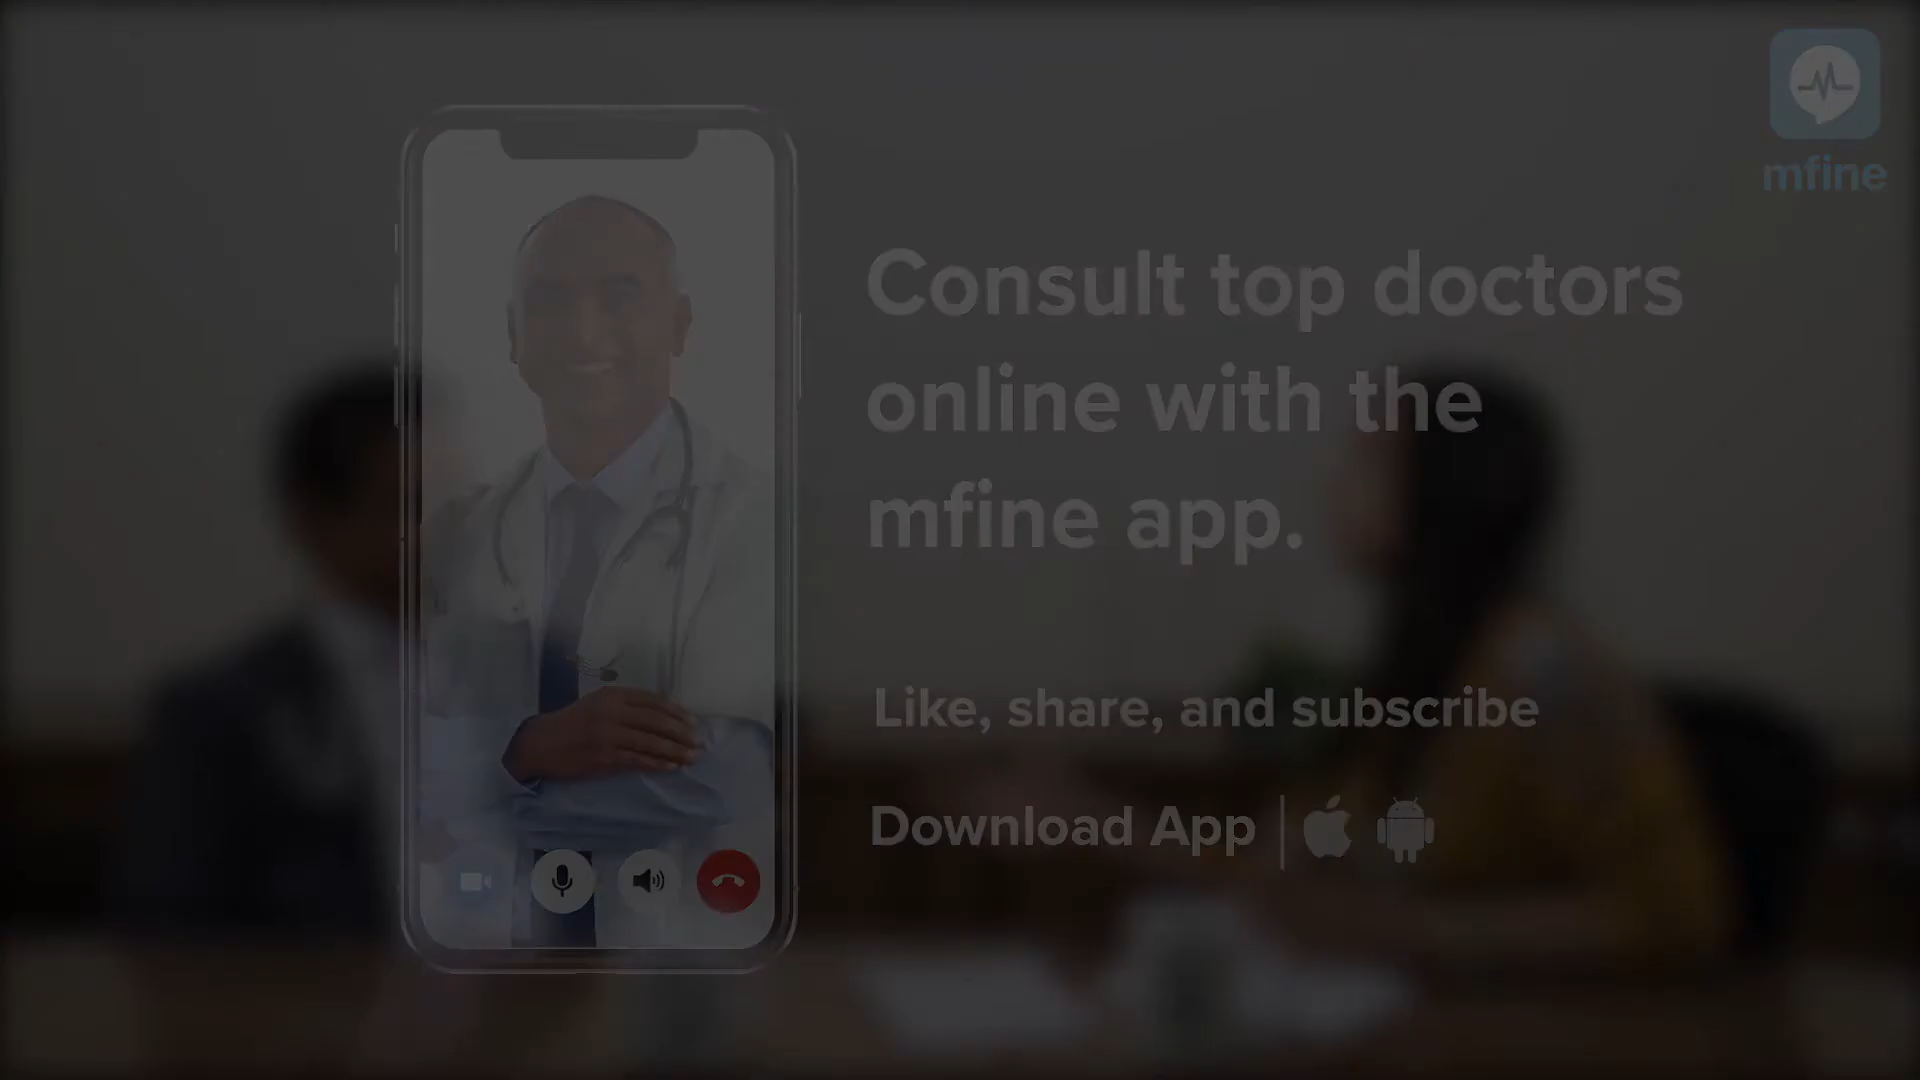 mfine
Consult top doctors
online with the
mfine app.
Like, share, and subscribe
Download App